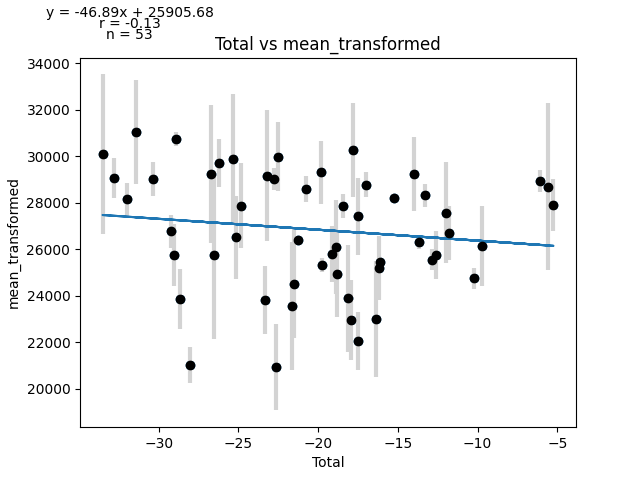 y = -46.89x + 25905.68
r = -0.13
n = 53
Total vs mean_transformed
34000
32000
30000
28000
26000
24000
22000
20000
mean_transformed
−30
−25
−20
−15
−10
−5
Total